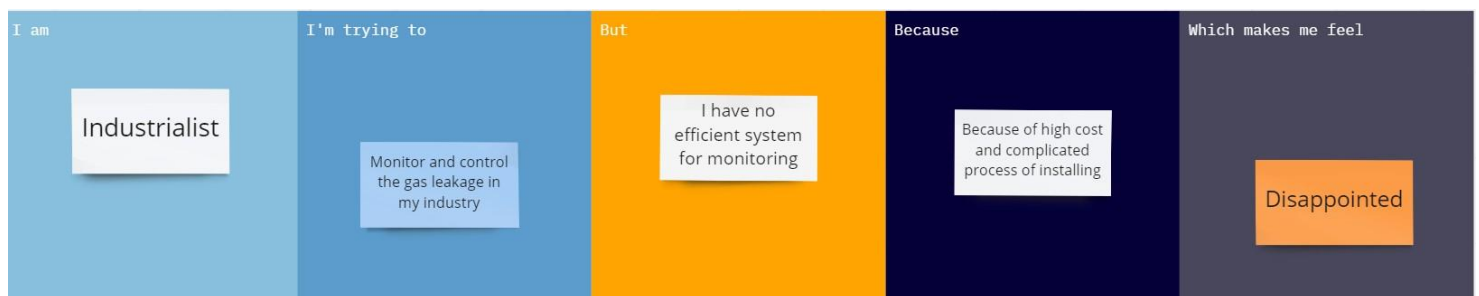 I am
Industrialist
I'm trying to
Monitor and control
the gas leakage in
my industry
But
I have no
efficient system
for monitoring
Because
Because of high cost
and complicated
process of installing
Which makes me feel
Disappointed